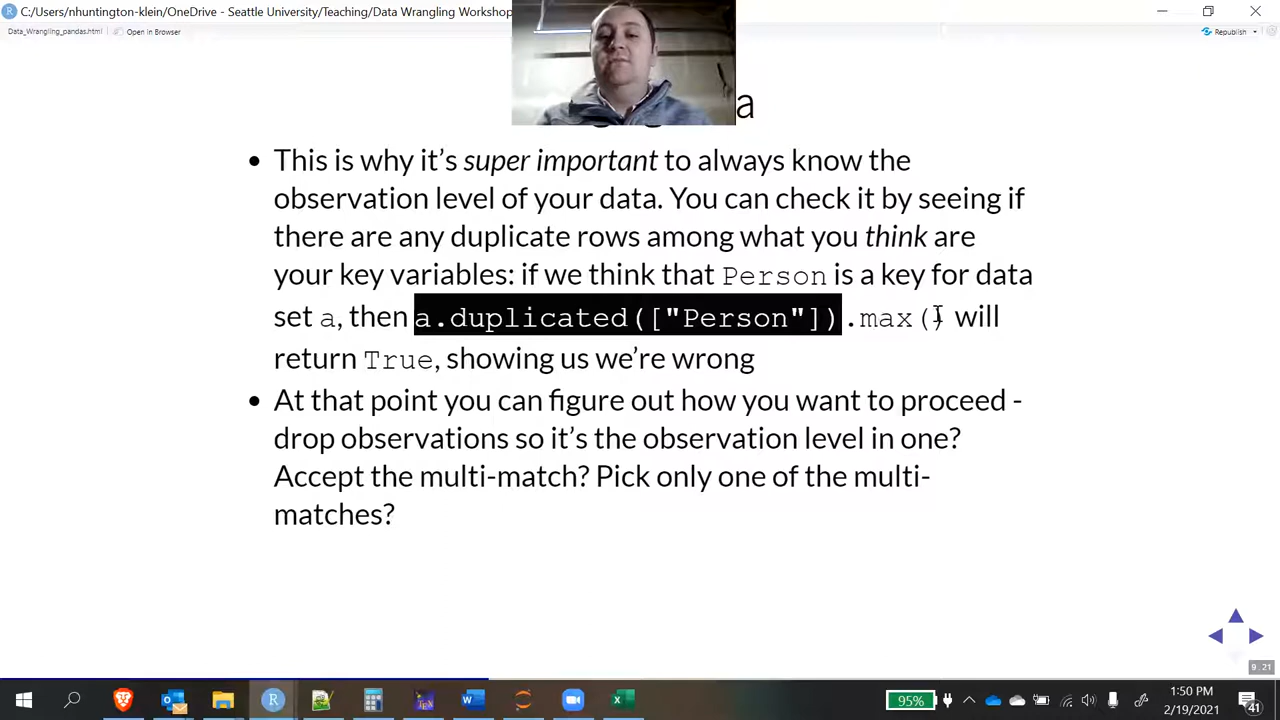 C:/Users/nhuntington-klein/OneDrive - Seattle University/Teaching/Data Wrangling Workshop
Data_Wrangling_pandas.html
Open in Browser
Republish
a
• This is why it's super important to always know the
observation level of your data. You can check it by seeing if
there are any duplicate rows among what you think are
your key variables: if we think that Person is a key for data
set a, then a.duplicated(["Person"]).max() will
return True, showing us we're wrong
• At that point you can figure out how you want to proceed -
drop observations so it's the observation level in one?
Accept the multi-match? Pick only one of the multi-
matches?
9.21
95%
1:50 PM
2/19/2021
41